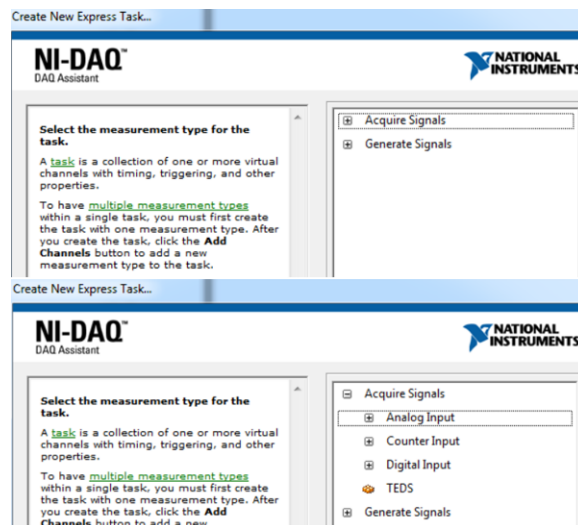 Create New Express Task...
NI-DAQ™
DAQ Assistant
NATIONAL
INSTRUMENTS
Select the measurement type for the
task.
A task is a collection of one or more virtual
channels with timing, triggering, and other
properties.
To have multiple measurement types
within a single task, you must first create
the task with one measurement type. After
you create the task, click the Add
Channels button to add a new
measurement type to the task.
Acquire Signals
Generate Signals
Create New Express Task...
NI-DAQ™
DAQ Assistant
NATIONAL
INSTRUMENTS
Select the measurement type for the
task.
A task is a collection of one or more virtual
channels with timing, triggering, and other
properties.
To have multiple measurement types
within a single task, you must first create
the task with one measurement type. After
you create the task, click the Add
Channels button to add a new
Acquire Signals
Analog Input
Counter Input
Digital Input
TEDS
Generate Signals